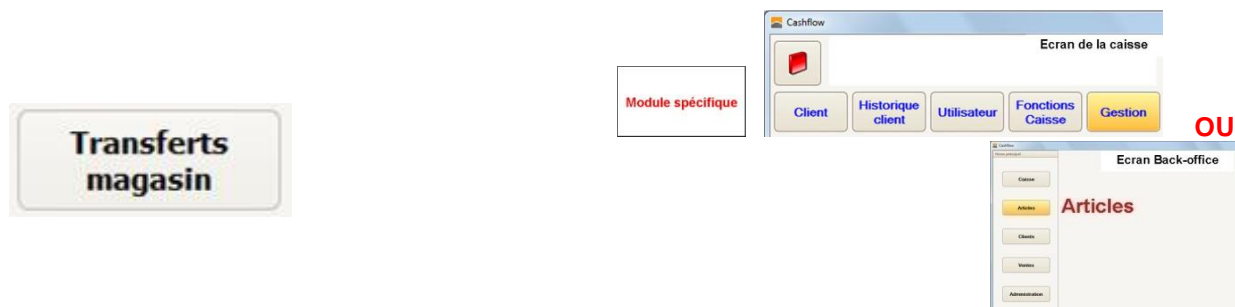 Transferts
magasin
Module spécifique
Cashflow
Ecran de la caisse
Client
Historique
client
Utilisateur
Fonctions
Caisse
Gestion
OU
Cashflow
Ecran Back-office
Caisse
Articles
Articles
Clients
Ventes
Administration